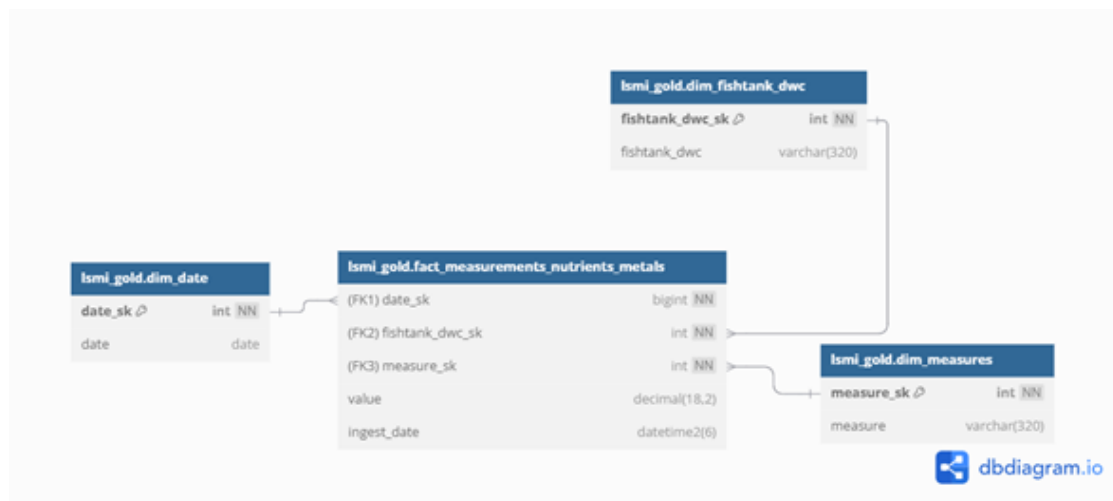 lsmi_gold.dim_fishtank_dwc
fishtank_dwc_sk int NN
fishtank_dwc varchar(320)
lsmi_gold.dim_date
date_sk int NN
date date
lsmi_gold.fact_measurements_nutrients_metals
(FK1) date_sk bigint NN
(FK2) fishtank_dwc_sk int NN
(FK3) measure_sk int NN
value decimal(18,2)
ingest_date datetime2(6)
lsmi_gold.dim_measures
measure_sk int NN
measure varchar(320)
dbdiagram.io